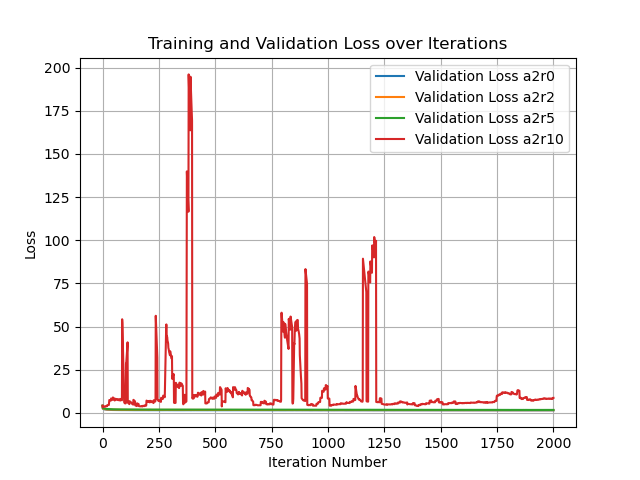 Training and Validation Loss over Iterations
Validation Loss a2r0
Validation Loss a2r2
Validation Loss a2r5
Validation Loss a2r10
200
175
150
125
100
75
50
25
0
Loss
0
250
500
750
1000
1250
1500
1750
2000
Iteration Number